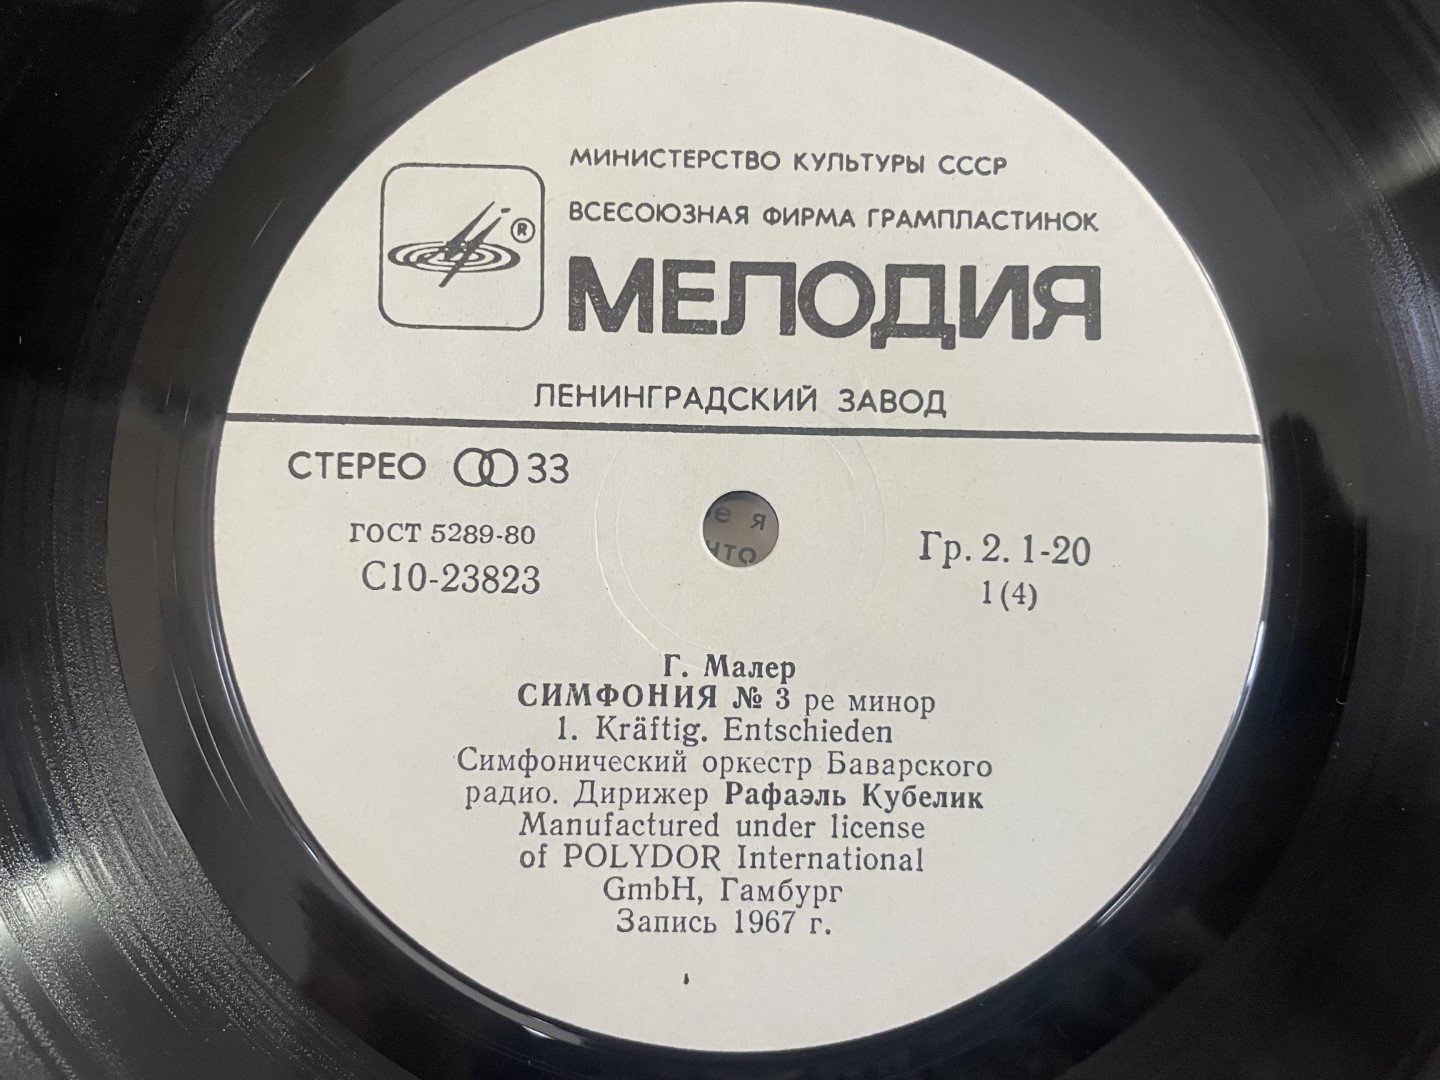 МИНИСТЕРСТВО КУЛЬТУРЫ СССР
ВСЕСОЮЗНАЯ ФИРМА ГРАМПЛАСТИНОК
®
МЕЛОДИЯ
ЛЕНИНГРАДСКИЙ ЗАВОД
СТЕРЕО 33
ГОСТ 5289-80
С10-23823
Гр. 2. 1-20
1 (4)
Г. Малер
СИМФОНИЯ № 3 ре минор
1. Kräftig. Entschieden
Симфонический оркестр Баварского
радио. Дирижер Рафаэль Кубелик
Manufactured under license
of POLYDOR International
GmbH, Гамбург
Запись 1967 г.